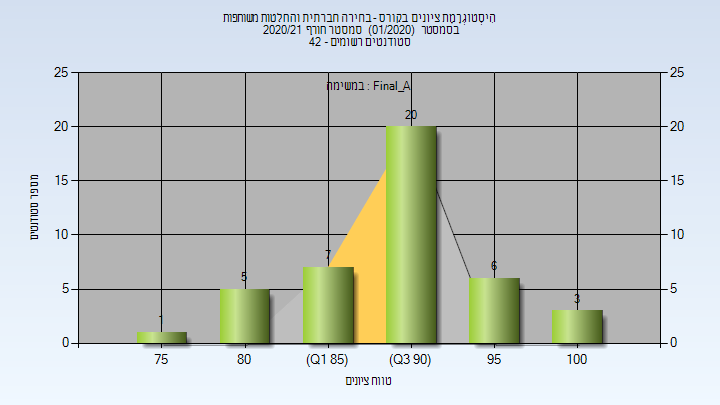 הִיסְטוֹגְרָמַת ציונים בקורס - בחירה חברתית והחלטות משותפות
בסמסטר (01/2020) סמסטר חורף 2020/21
סטודנטים רשומים - 42
במשימה : Final_A
25 25
20 20 20
15 15
10 10
7
6
5 5 5
3
1
0 0
75 80 (Q1 85) (Q3 90) 95 100
מספר סטודנטים
טווח ציונים